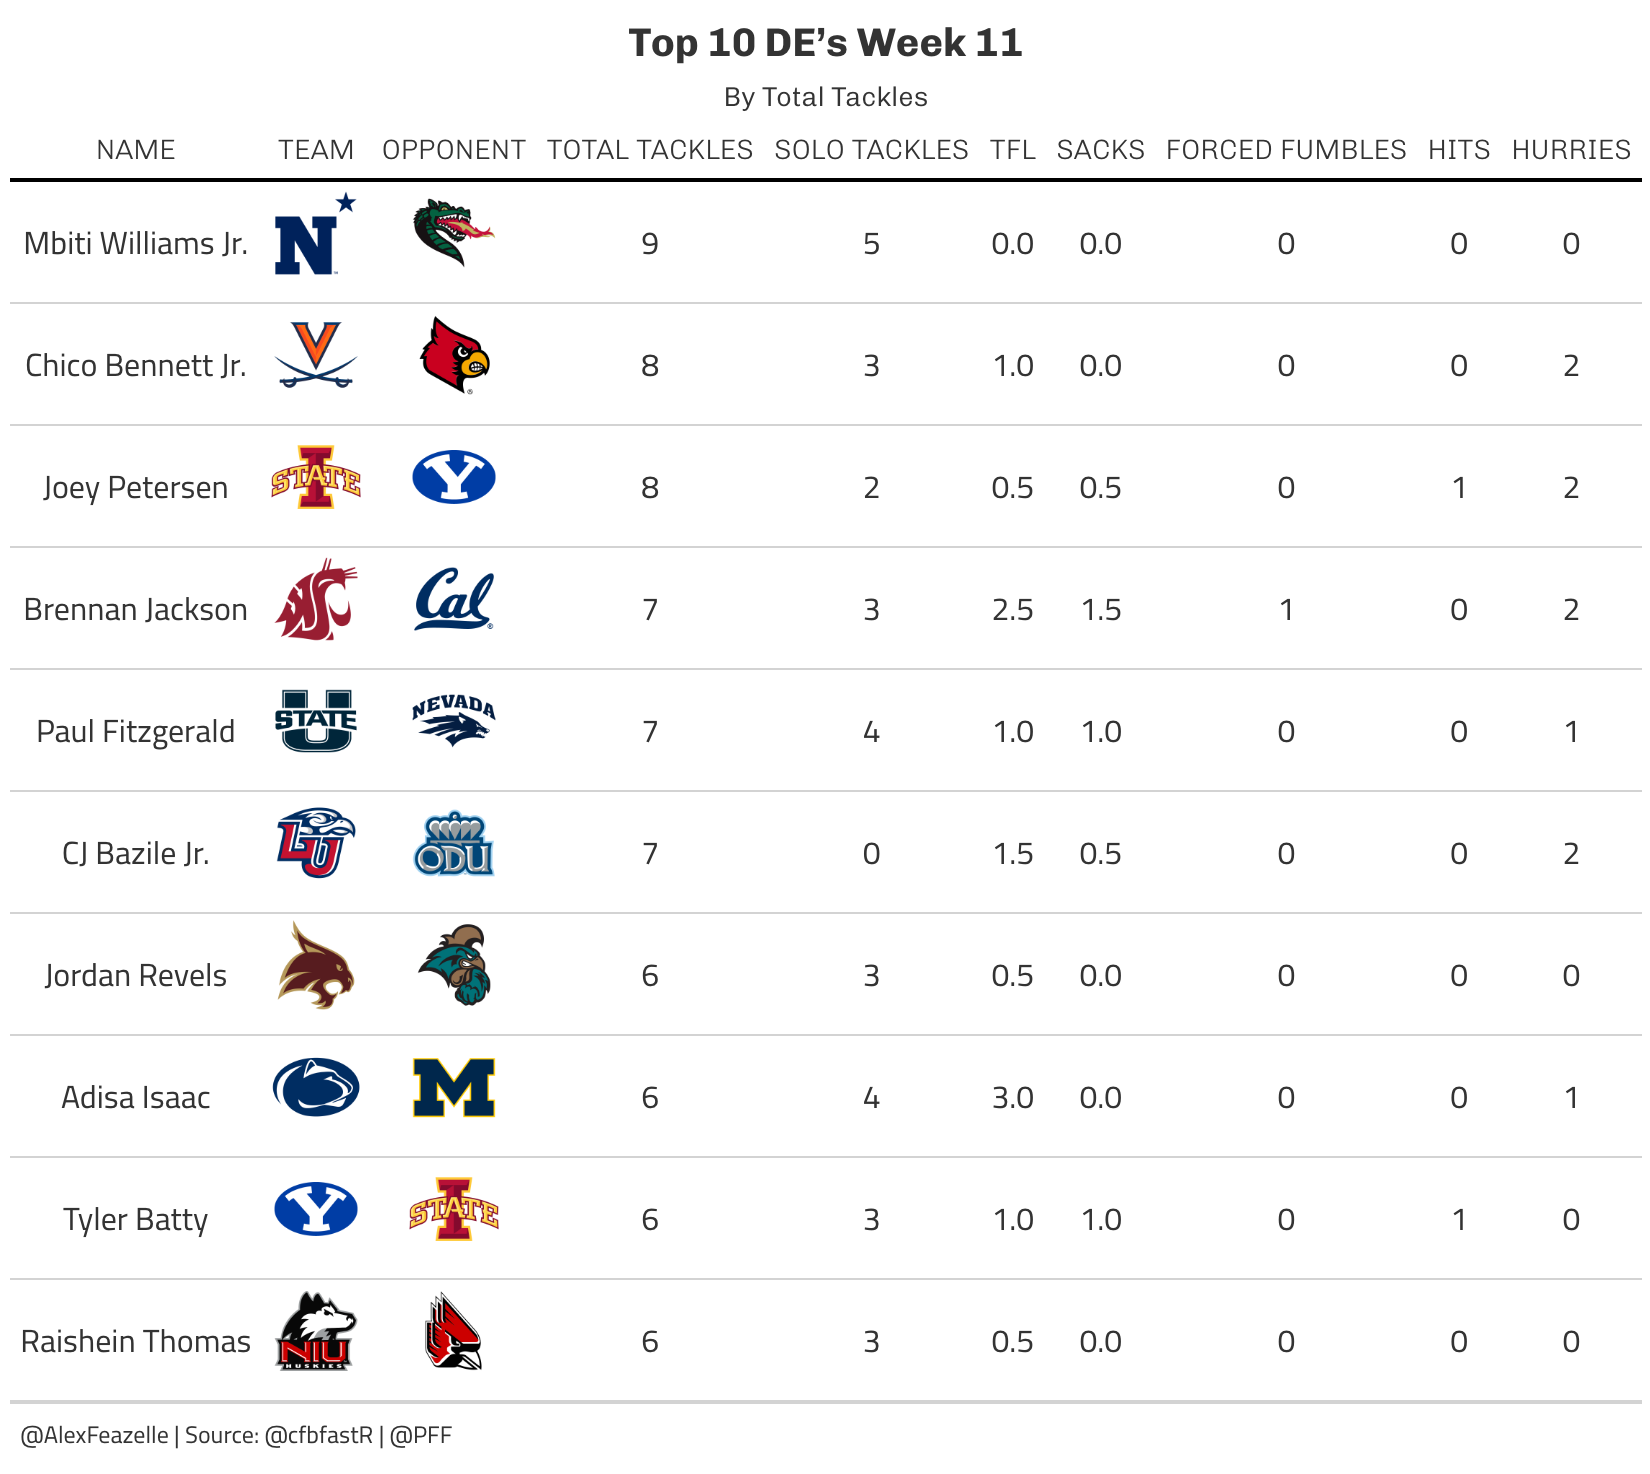 Top 10 DE’s Week 11
By Total Tackles
NAME TEAM OPPONENT TOTAL TACKLES SOLO TACKLES TFL SACKS FORCED FUMBLES HITS HURRIES
Mbiti Williams Jr. N 9 5 0.0 0.0 0 0 0
Chico Bennett Jr. V 8 3 1.0 0.0 0 0 2
Joey Petersen I STATE Y 8 2 0.5 0.5 0 1 2
Brennan Jackson WSC Cal 7 3 2.5 1.5 1 0 2
Paul Fitzgerald U STATE NEVADA 7 4 1.0 1.0 0 0 1
CJ Bazile Jr. LU ODU 7 0 1.5 0.5 0 0 2
Jordan Revels 6 3 0.5 0.0 0 0 0
Adisa Isaac M 6 4 3.0 0.0 0 0 1
Tyler Batty Y I STATE 6 3 1.0 1.0 0 1 0
Raishein Thomas NIU HUSKIES 6 3 0.5 0.0 0 0 0
@AlexFeazelle | Source: @cfbfastR | @PFF